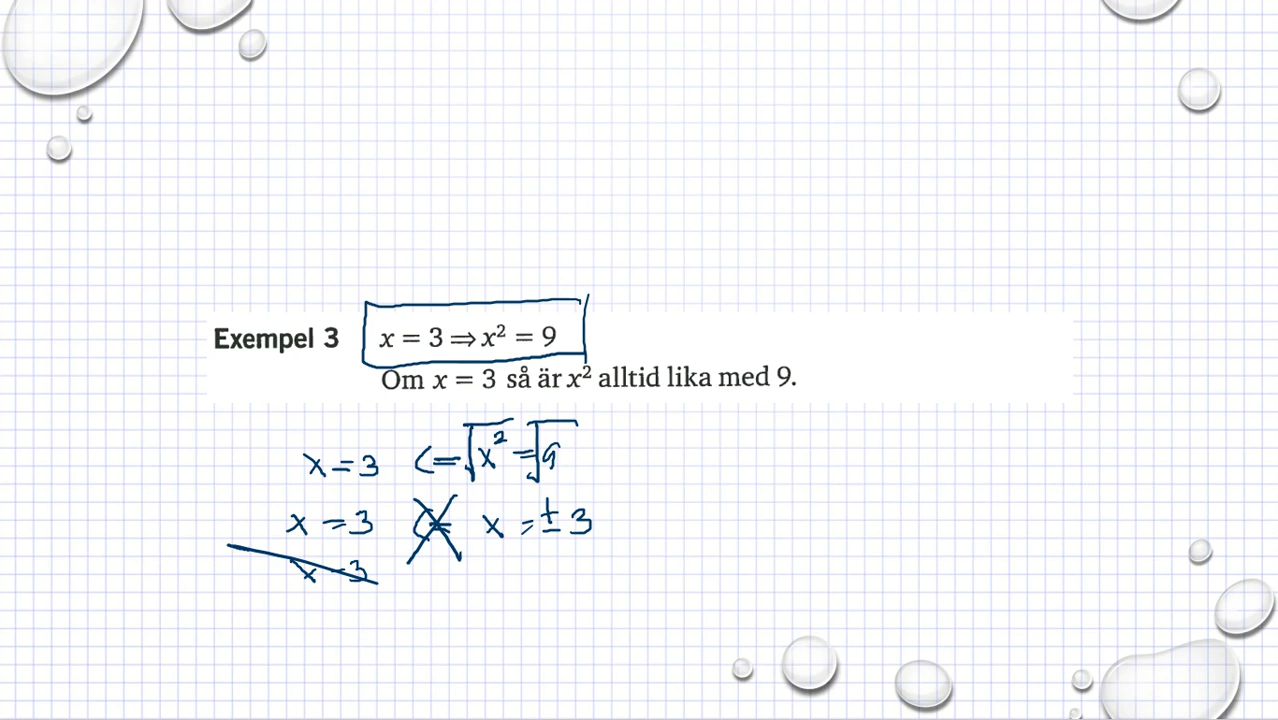 Exempel 3 x = 3 ⇒ x² = 9
Om x = 3 så är x² alltid lika med 9.
x = 3 <= √x² = √9
x = 3 <= x = ± 3
x - 3